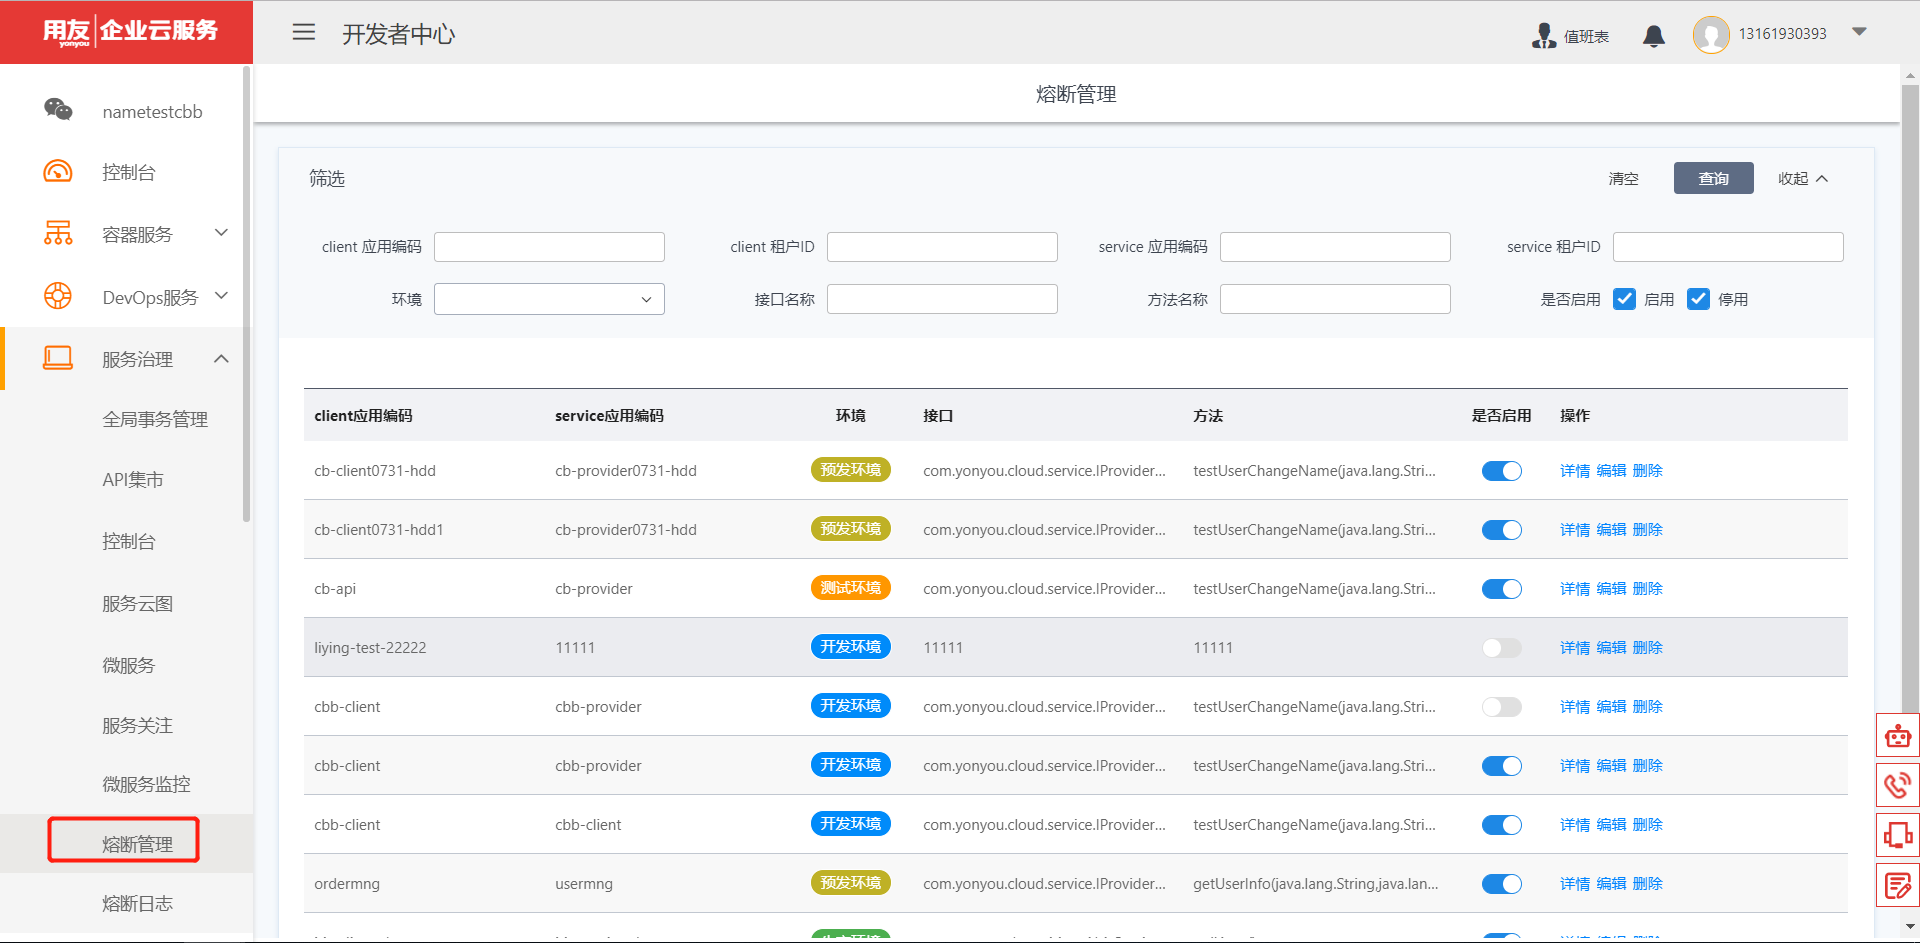 用友 企业云服务
yonyou
开发者中心
值班表
13161930393
nametestcbb
控制台
容器服务
DevOps服务
服务治理
全局事务管理
API集市
控制台
服务云图
微服务
服务关注
微服务监控
熔断管理
熔断日志
熔断管理
筛选
清空 查询 收起
client 应用编码 client 租户ID service 应用编码 service 租户ID
环境 接口名称 方法名称 是否启用 启用 停用
client应用编码 service应用编码 环境 接口 方法 是否启用 操作
cb-client0731-hdd cb-provider0731-hdd 预发环境 com.yonyou.cloud.service.IProvider... testUserChangeName(java.lang.Stri... 详情 编辑 删除
cb-client0731-hdd1 cb-provider0731-hdd 预发环境 com.yonyou.cloud.service.IProvider... testUserChangeName(java.lang.Stri... 详情 编辑 删除
cb-api cb-provider 测试环境 com.yonyou.cloud.service.IProvider... testUserChangeName(java.lang.Stri... 详情 编辑 删除
liying-test-22222 11111 开发环境 11111 11111 详情 编辑 删除
cbb-client cbb-provider 开发环境 com.yonyou.cloud.service.IProvider... testUserChangeName(java.lang.Stri... 详情 编辑 删除
cbb-client cbb-provider 开发环境 com.yonyou.cloud.service.IProvider... testUserChangeName(java.lang.Stri... 详情 编辑 删除
cbb-client cbb-client 开发环境 com.yonyou.cloud.service.IProvider... testUserChangeName(java.lang.Stri... 详情 编辑 删除
ordermng usermng 预发环境 com.yonyou.cloud.service.IProvider... getUserInfo(java.lang.String,java.lan... 详情 编辑 删除